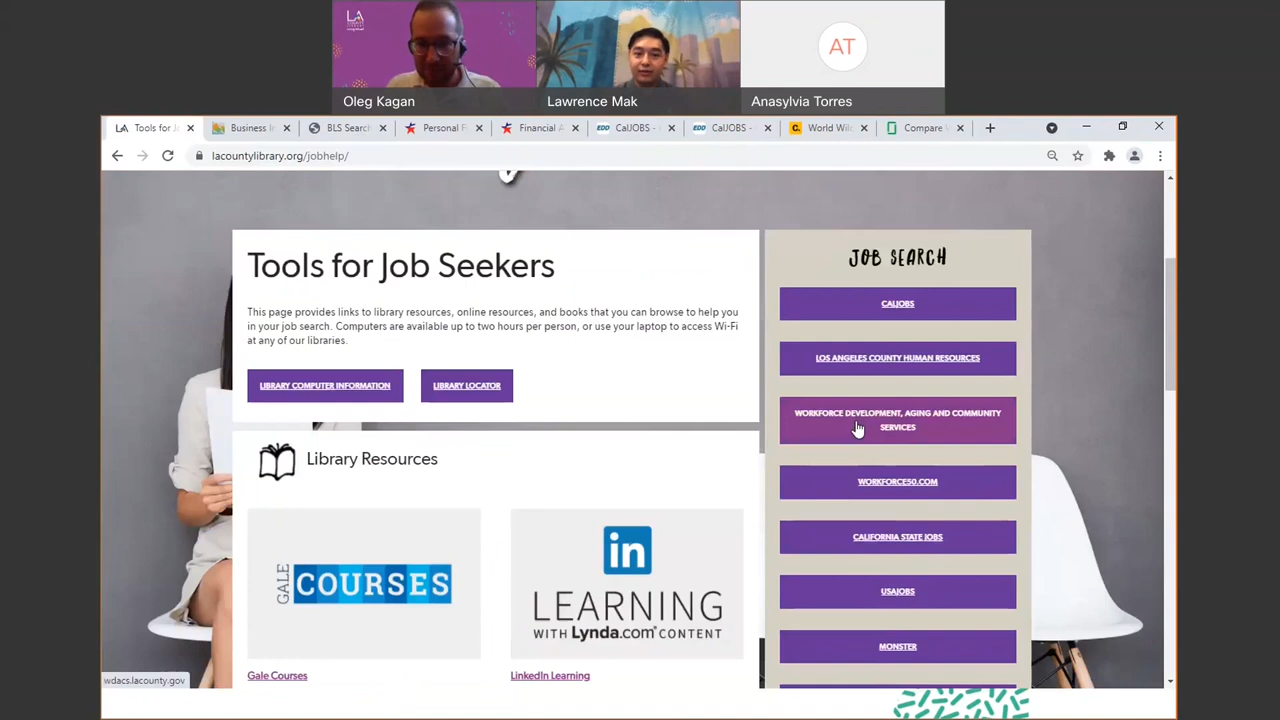 LA
Oleg Kagan
Lawrence Mak
AT
Anasylvia Torres
LA Tools for J
Business I
BLS Search
Personal F
Financial A
EDD CalJOBS -
EDD CalJOBS -
World Wil
Compare
lacountylibrary.org/jobhelp/
Tools for Job Seekers
This page provides links to library resources, online resources, and books that you can browse to help you
in your job search. Computers are available up to two hours per person, or use your laptop to access Wi-Fi
at any of our libraries.
LIBRARY COMPUTER INFORMATION
LIBRARY LOCATOR
Library Resources
GALE COURSES
in
LEARNING
WITH Lynda.com® CONTENT
Gale Courses
LinkedIn Learning
JOB SEARCH
CALJOBS
LOS ANGELES COUNTY HUMAN RESOURCES
WORKFORCE DEVELOPMENT, AGING AND COMMUNITY
SERVICES
WORKFORCE50.COM
CALIFORNIA STATE JOBS
USAJOBS
MONSTER
wdacs.lacounty.gov